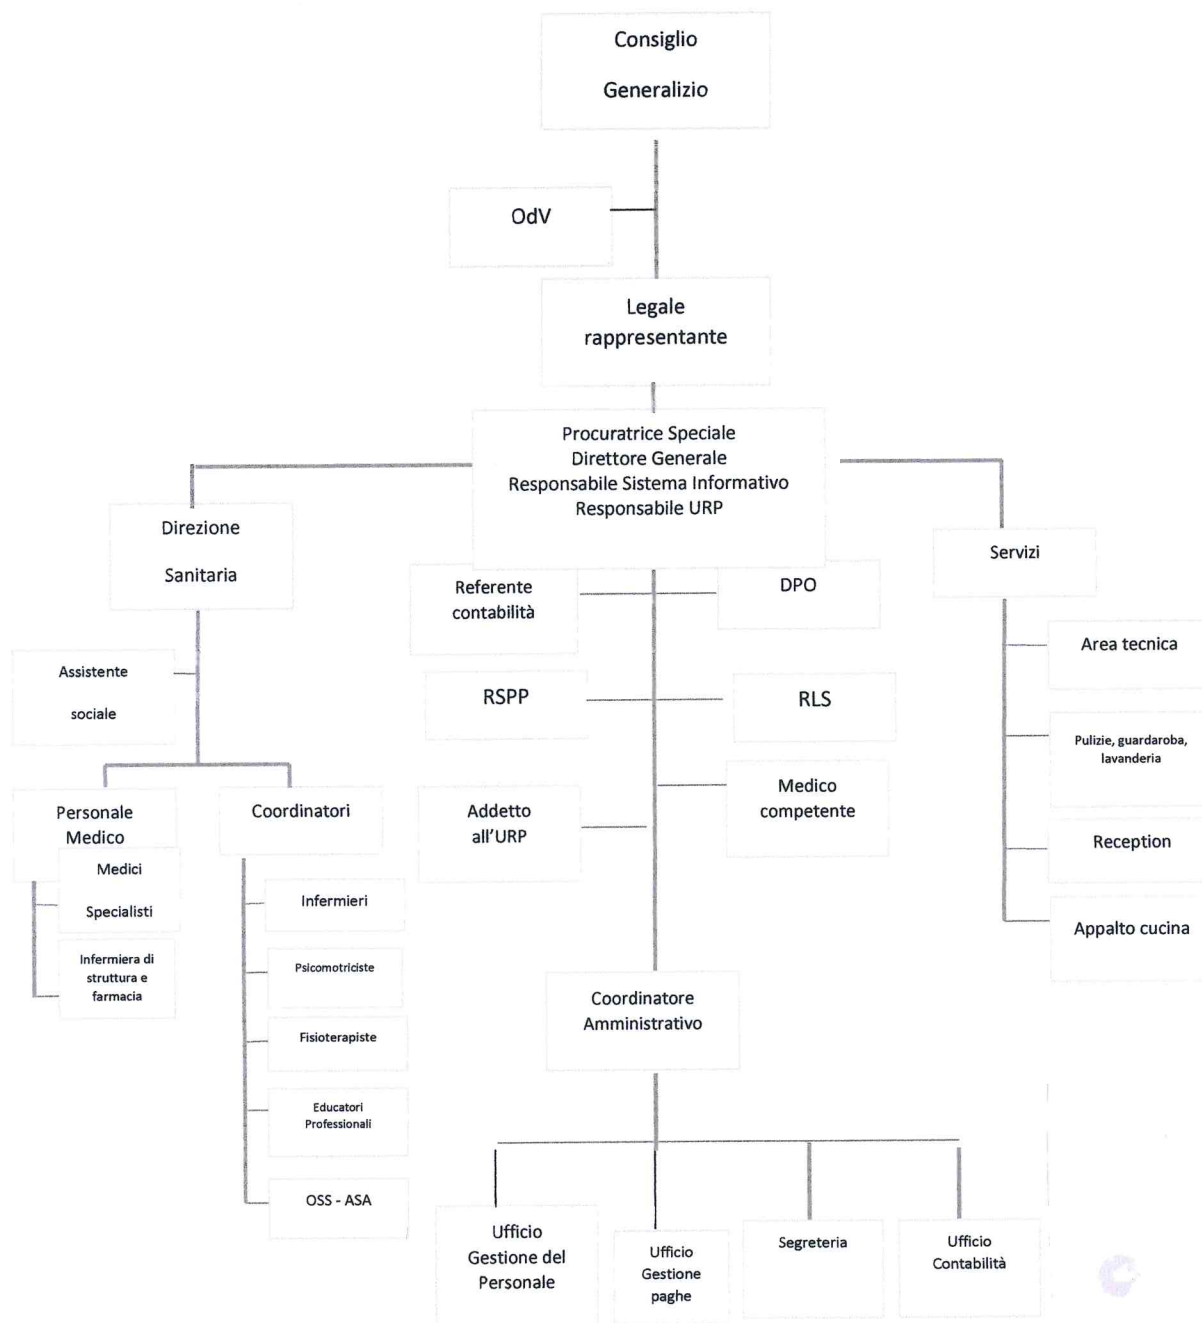 Consiglio
Generalizio
OdV
Legale
rappresentante
Procuratrice Speciale
Direttore Generale
Responsabile Sistema Informativo
Responsabile URP
Direzione
Sanitaria
Servizi
Referente
contabilità
DPO
Assistente
sociale
Area tecnica
RSPP
RLS
Pulizie, guardaroba,
lavanderia
Personale
Medico
Coordinatori
Addetto
all'URP
Medico
competente
Reception
Medici
Specialisti
Infermieri
Appalto cucina
Infermiera di
struttura e
farmacia
Psicomotriciste
Coordinatore
Amministrativo
Fisioterapiste
Educatori
Professionali
OSS - ASA
Ufficio
Gestione del
Personale
Ufficio
Gestione
paghe
Segreteria
Ufficio
Contabilità